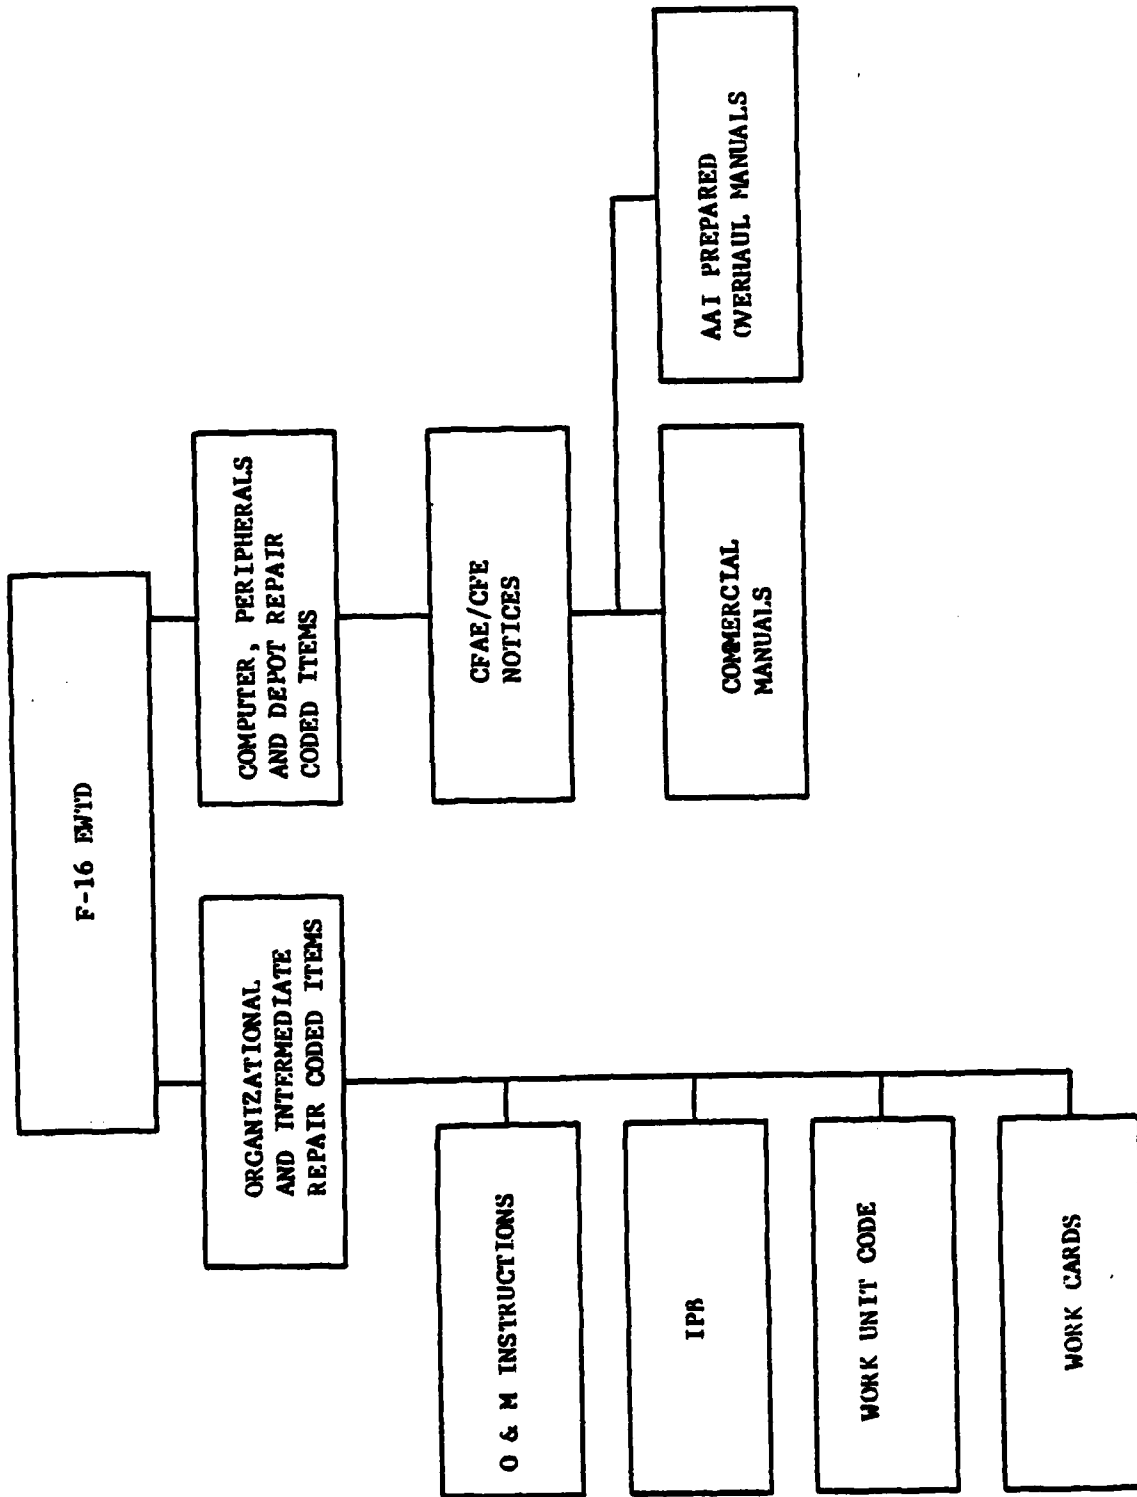 F-16 EWTD
ORGANIZATIONAL
AND INTERMEDIATE
REPAIR CODED ITEMS
COMPUTER, PERIPHERALS
AND DEPOT REPAIR
CODED ITEMS
O & M INSTRUCTIONS
IPB
WORK UNIT CODE
WORK CARDS
CFAE/CFE
NOTICES
COMMERCIAL
MANUALS
AAI PREPARED
OVERHAUL MANUALS